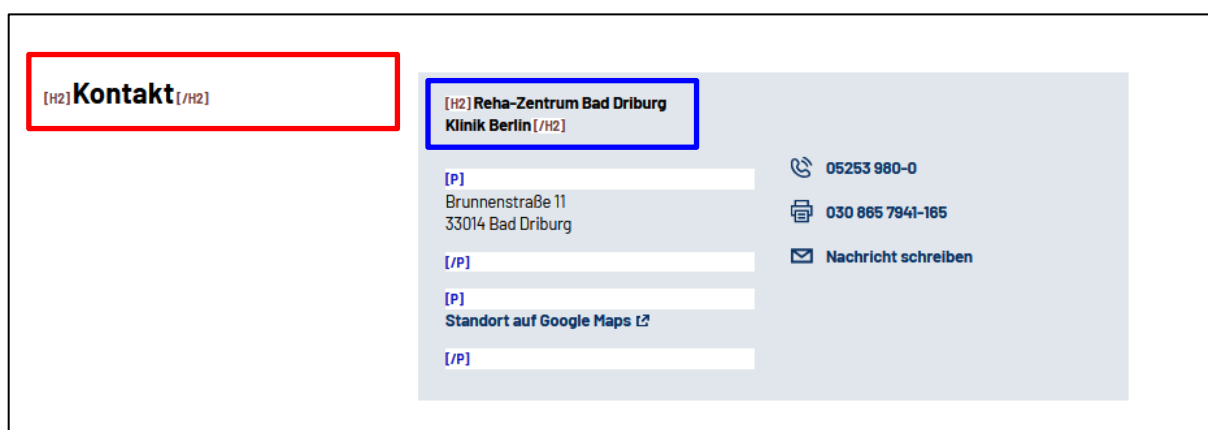 [H2]Kontakt[/H2]
[H2]Reha-Zentrum Bad Driburg
Klinik Berlin[/H2]
[P]
Brunnenstraße 11
33014 Bad Driburg
[/P]
[P]
Standort auf Google Maps
[/P]
05253 980-0
030 865 7941-165
Nachricht schreiben